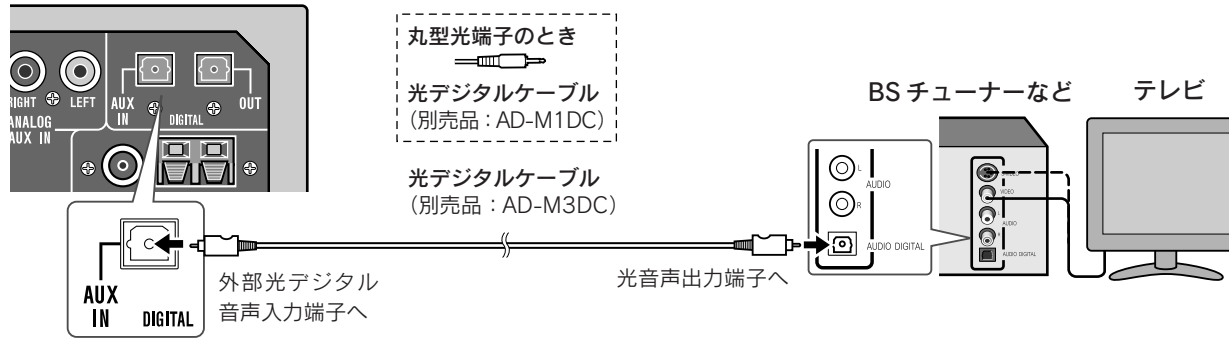 RIGHT
LEFT
ANALOG
AUX IN
AUX
IN
DIGITAL
OUT
AUX
IN
DIGITAL
外部光デジタル
音声入力端子へ
丸型光端子のとき
光デジタルケーブル
（別売品：AD-M1DC）
光デジタルケーブル
（別売品：AD-M3DC）
光音声出力端子へ
BS チューナーなど
テレビ
L
AUDIO
R
AUDIO DIGITAL
VIDEO
L
AUDIO
R
AUDIO DIGITAL